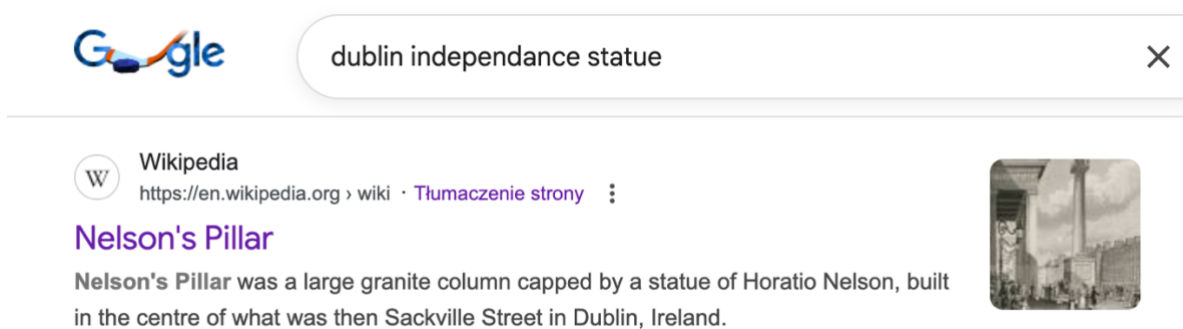 Google
dublin independance statue
Wikipedia
W
https://en.wikipedia.org › wiki · Tłumaczenie strony
Nelson's Pillar
Nelson's Pillar was a large granite column capped by a statue of Horatio Nelson, built
in the centre of what was then Sackville Street in Dublin, Ireland.